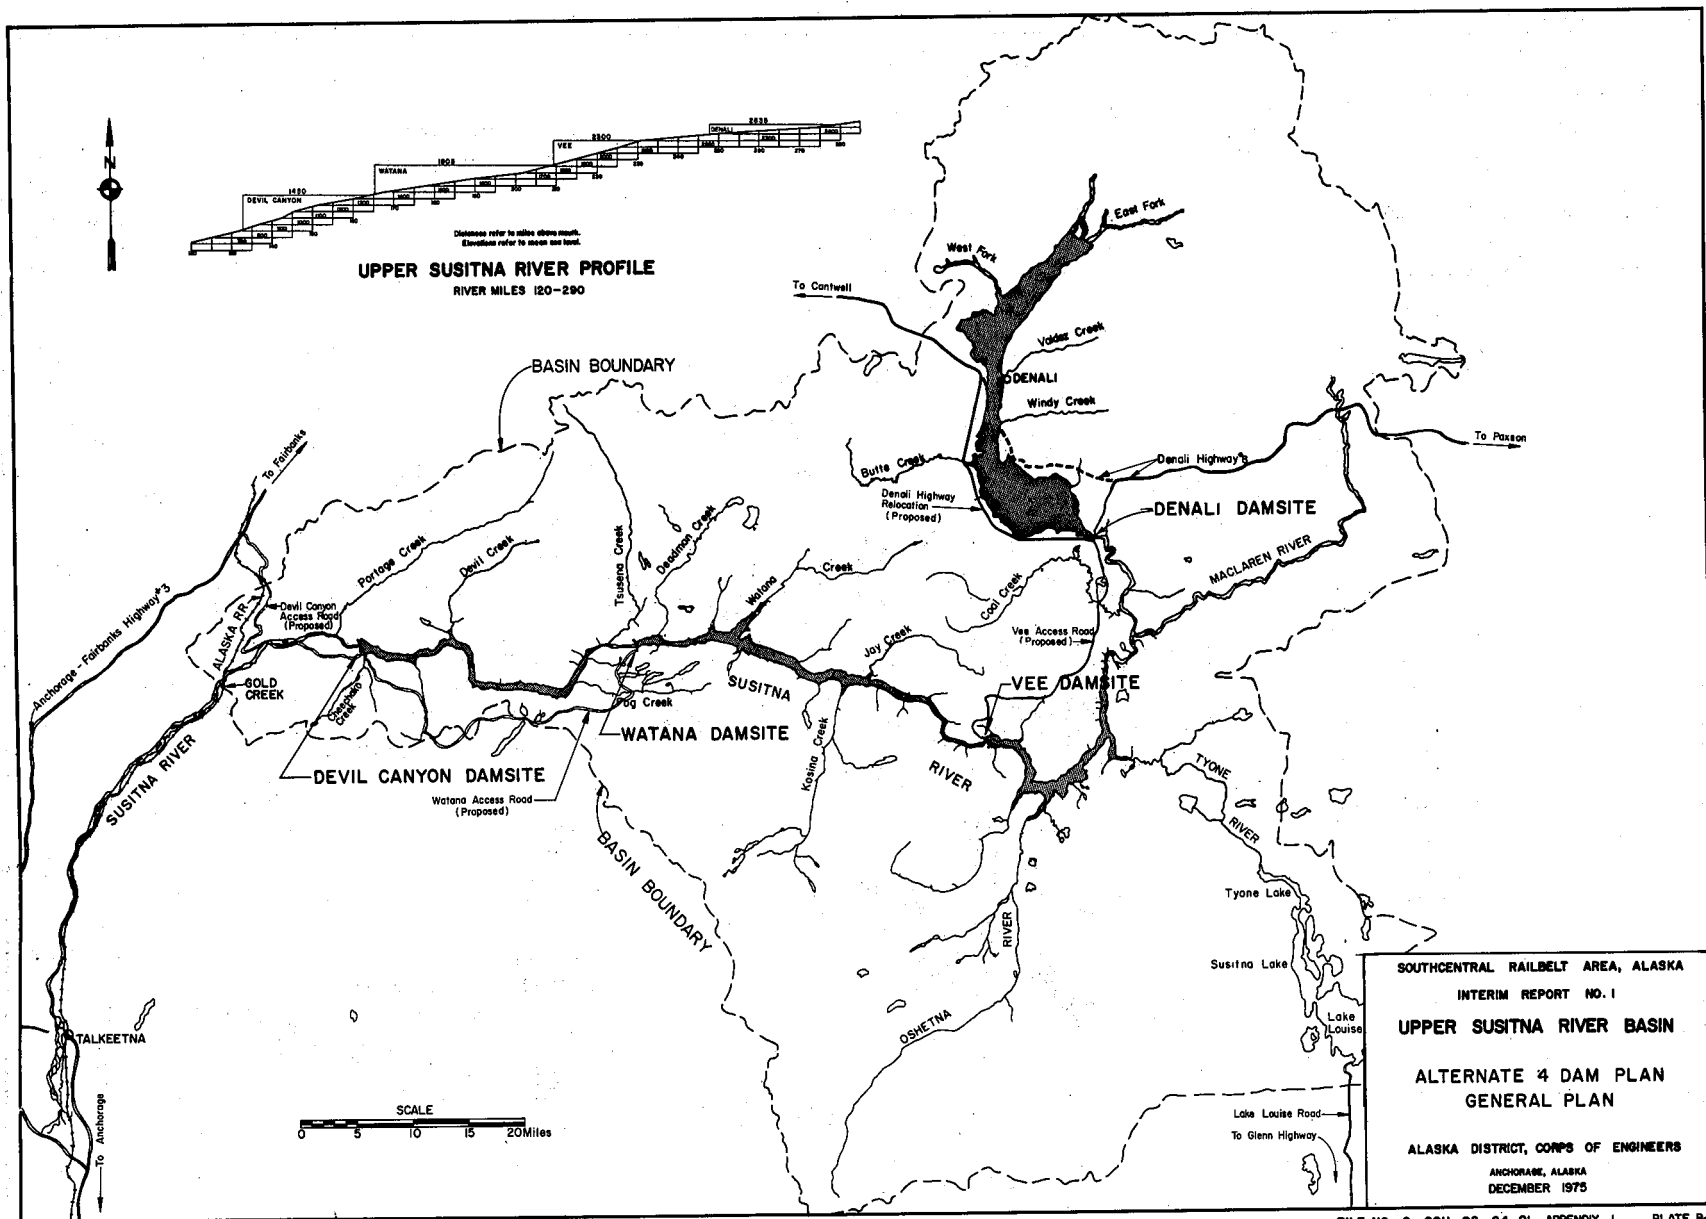 N
2635
DENALI
2300
VEE
1905
WATANA
1450
DEVIL CANYON
Distances refer to miles above mouth.
Elevations refer to mean sea level.
UPPER SUSITNA RIVER PROFILE
RIVER MILES 120-290
East Fork
West Fork
To Cantwell
Valdez Creek
BASIN BOUNDARY
DENALI
Windy Creek
To Fairbanks
To Paxson
Butte Creek
Denali Highway #8
Denali Highway
Relocation
(Proposed)
DENALI DAMSITE
Portage Creek
Devil Creek
Tsusena Creek
Deadman Creek
Watana
Creek
Coal Creek
MACLAREN RIVER
Anchorage-Fairbanks Highway #3
ALASKA RR.
Devil Canyon
Access Road
(Proposed)
Vee Access Road
(Proposed)
Jay Creek
GOLD
CREEK
Cheechako
Creek
Fog Creek
SUSITNA
VEE DAMSITE
WATANA DAMSITE
Kosina Creek
RIVER
TYONE
SUSITNA RIVER
DEVIL CANYON DAMSITE
Watana Access Road
(Proposed)
RIVER
BASIN BOUNDARY
Tyone Lake
RIVER
Susitna Lake
Lake
Louise
OSHETNA
TALKEETNA
To Anchorage
SCALE
0 5 10 15 20 Miles
Lake Louise Road
To Glenn Highway
SOUTHCENTRAL RAILBELT AREA, ALASKA
INTERIM REPORT NO. 1
UPPER SUSITNA RIVER BASIN
ALTERNATE 4 DAM PLAN
GENERAL PLAN
ALASKA DISTRICT, CORPS OF ENGINEERS
ANCHORAGE, ALASKA
DECEMBER 1975